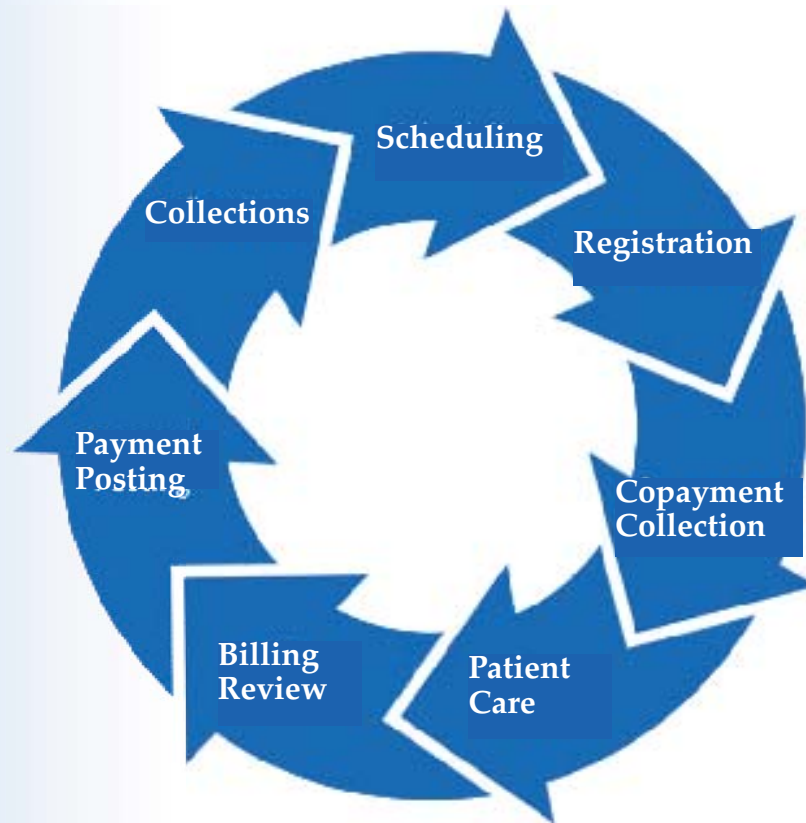 Scheduling
Registration
Copayment
Collection
Patient
Care
Billing
Review
Payment
Posting
Collections